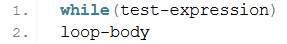 1. while(test-expression)
2. loop-body